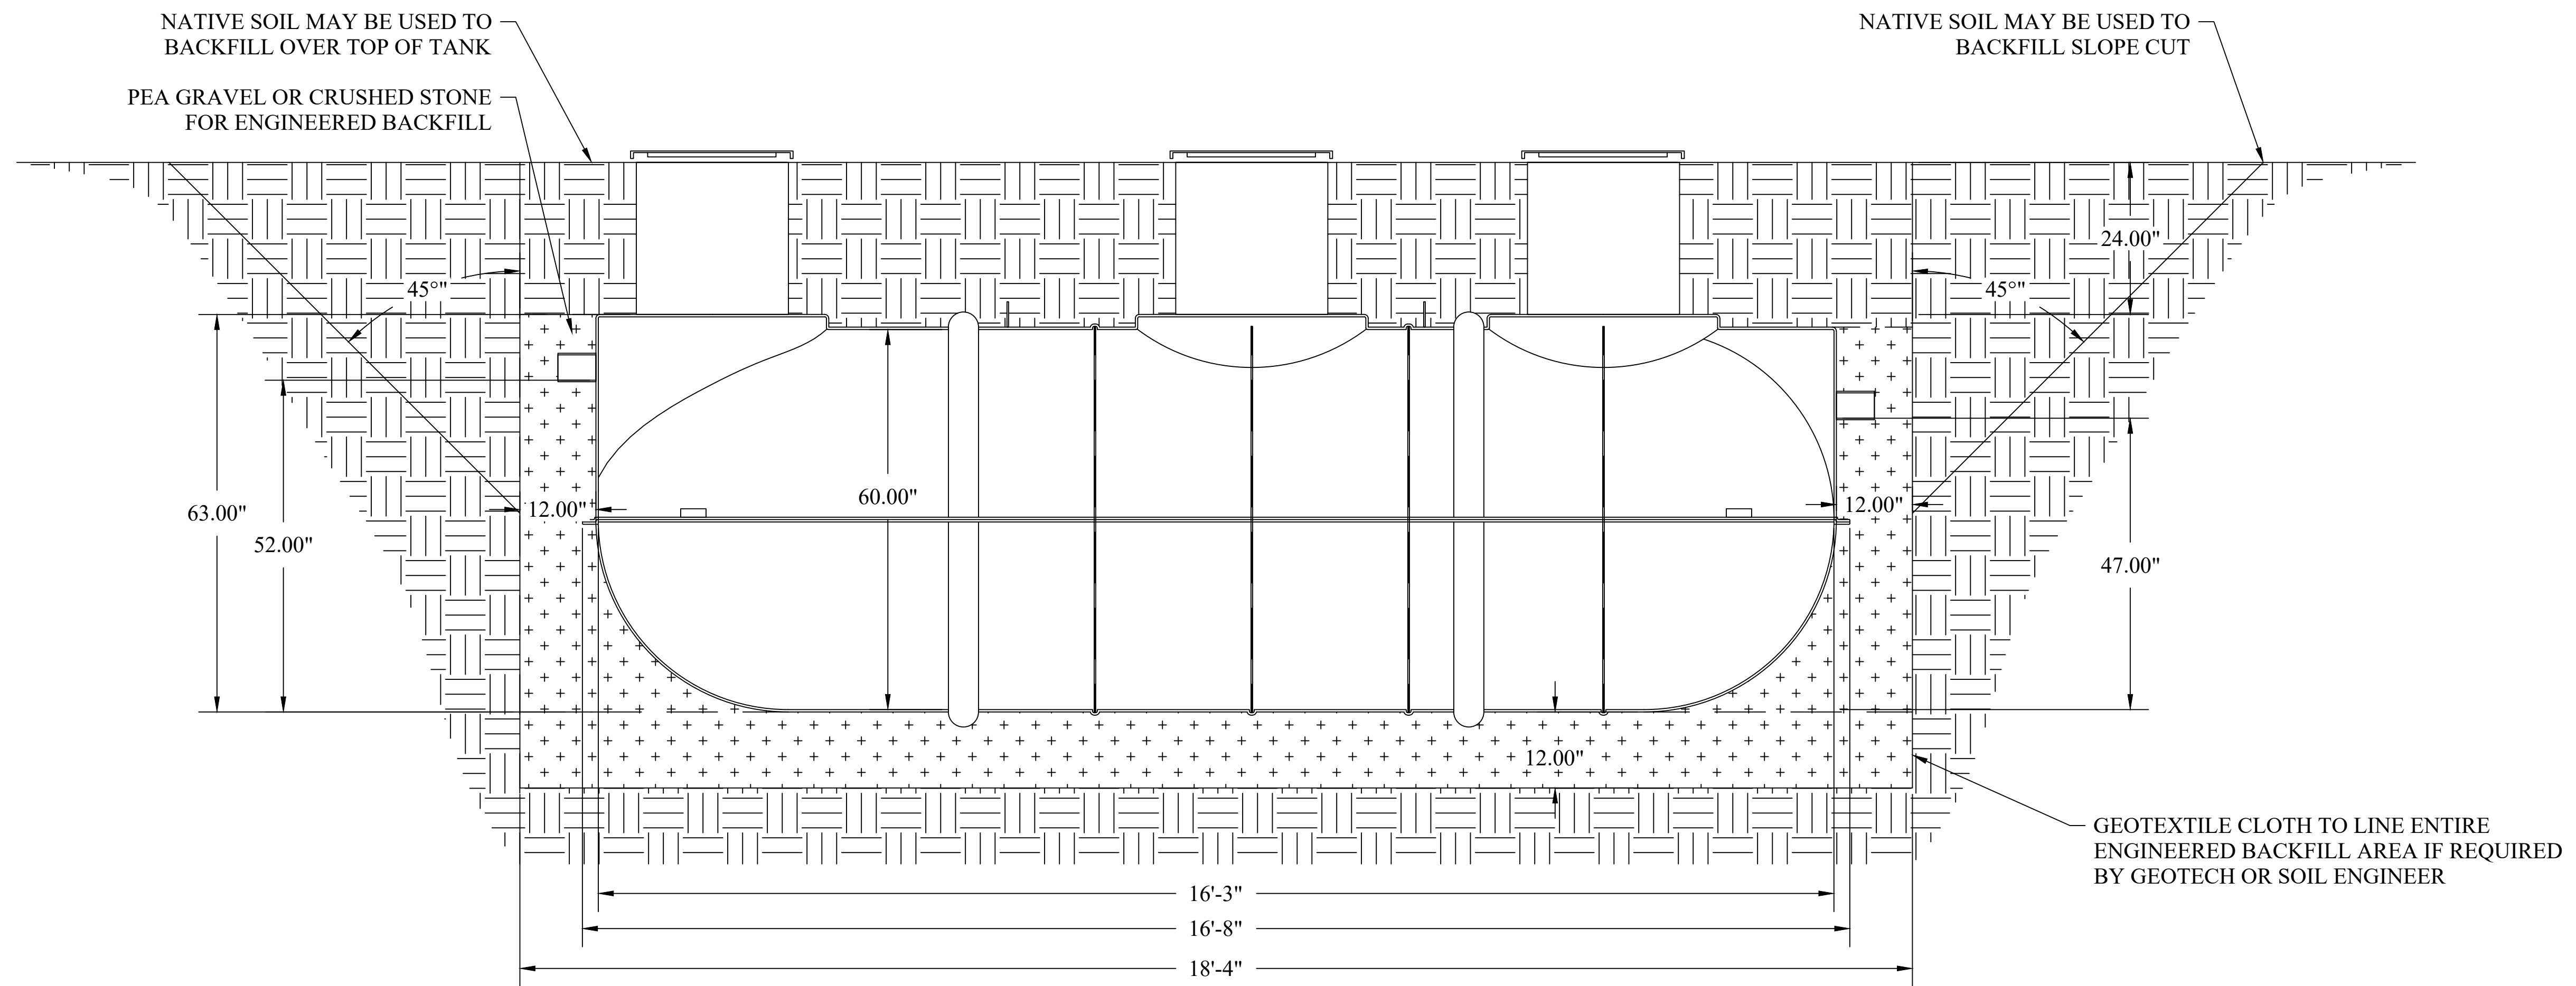 NATIVE SOIL MAY BE USED TO
BACKFILL OVER TOP OF TANK
NATIVE SOIL MAY BE USED TO
BACKFILL SLOPE CUT
PEA GRAVEL OR CRUSHED STONE
FOR ENGINEERED BACKFILL
24.00"
45°"
45°"
60.00"
12.00"
12.00"
63.00"
52.00"
47.00"
12.00"
GEOTEXTILE CLOTH TO LINE ENTIRE
ENGINEERED BACKFILL AREA IF REQUIRED
BY GEOTECH OR SOIL ENGINEER
16'-3"
16'-8"
18'-4"